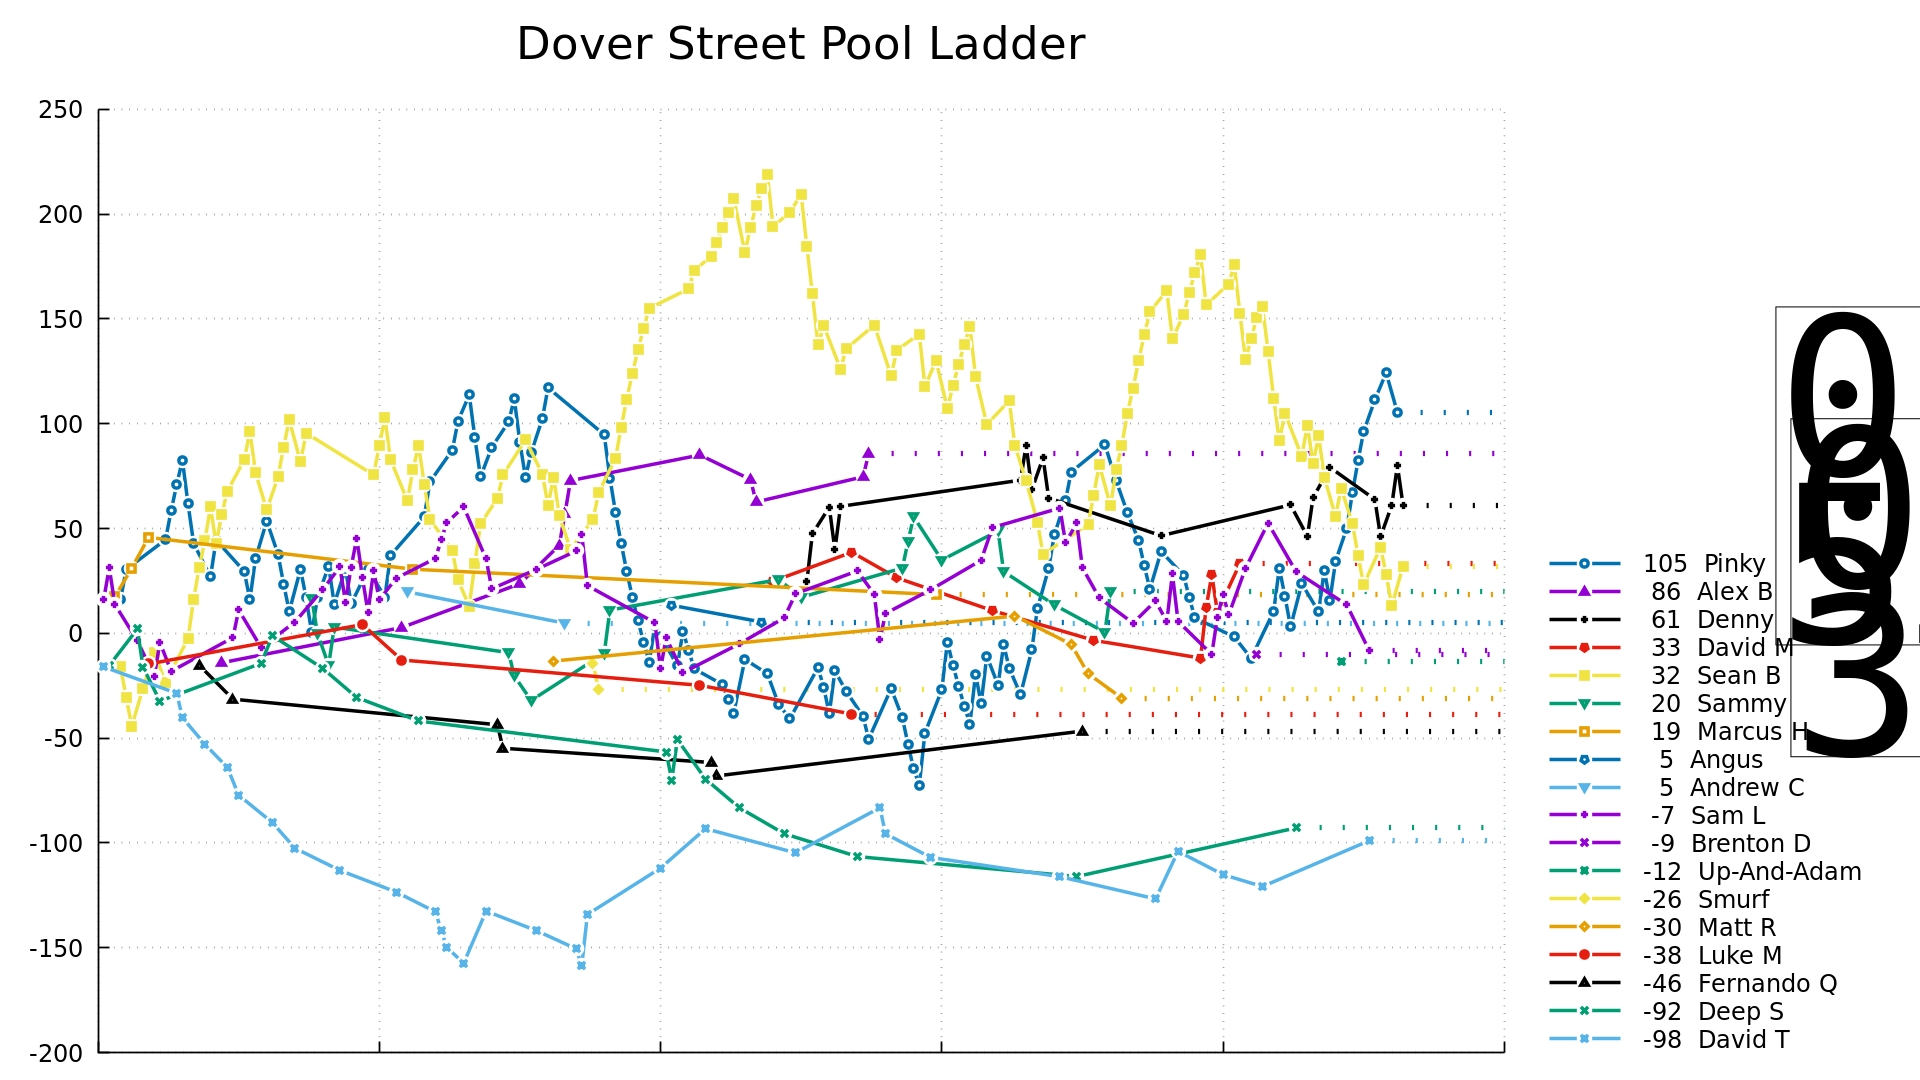 Dover Street Pool Ladder
250
200
150
100
50
0
-50
-100
-150
-200
105 Pinky
86 Alex B
61 Denny
33 David M
32 Sean B
20 Sammy
19 Marcus H
5 Angus
5 Andrew C
-7 Sam L
-9 Brenton D
-12 Up-And-Adam
-26 Smurf
-30 Matt R
-38 Luke M
-46 Fernando Q
-92 Deep S
-98 David T